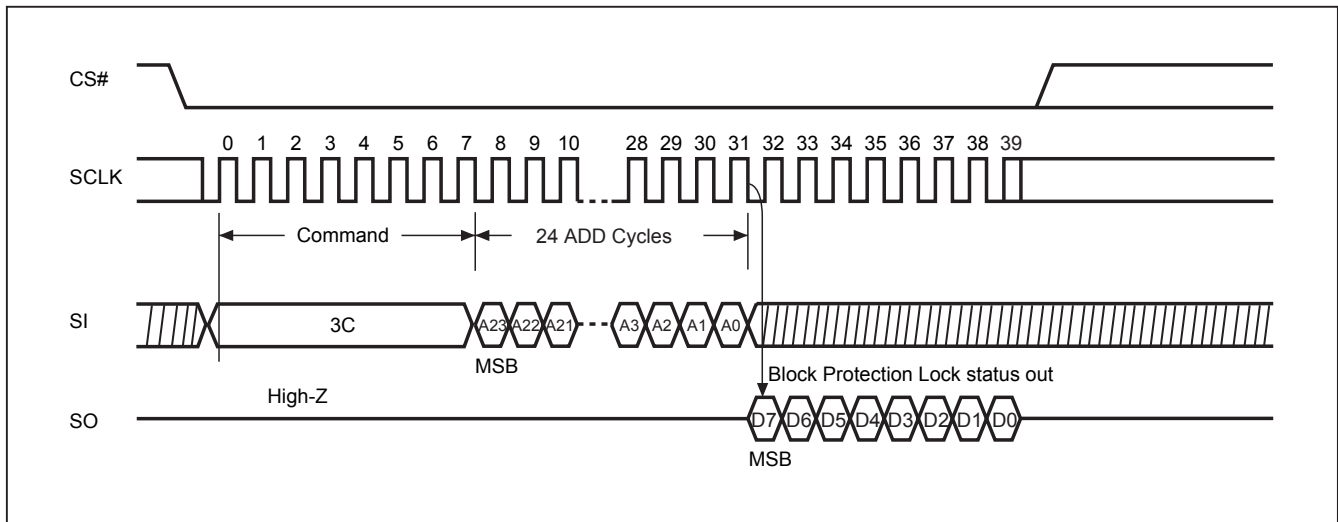 CS#
0 1 2 3 4 5 6 7 8 9 10 28 29 30 31 32 33 34 35 36 37 38 39
SCLK
Command 24 ADD Cycles
SI 3C A23 A22 A21 A3 A2 A1 A0
MSB
Block Protection Lock status out
High-Z
SO D7 D6 D5 D4 D3 D2 D1 D0
MSB